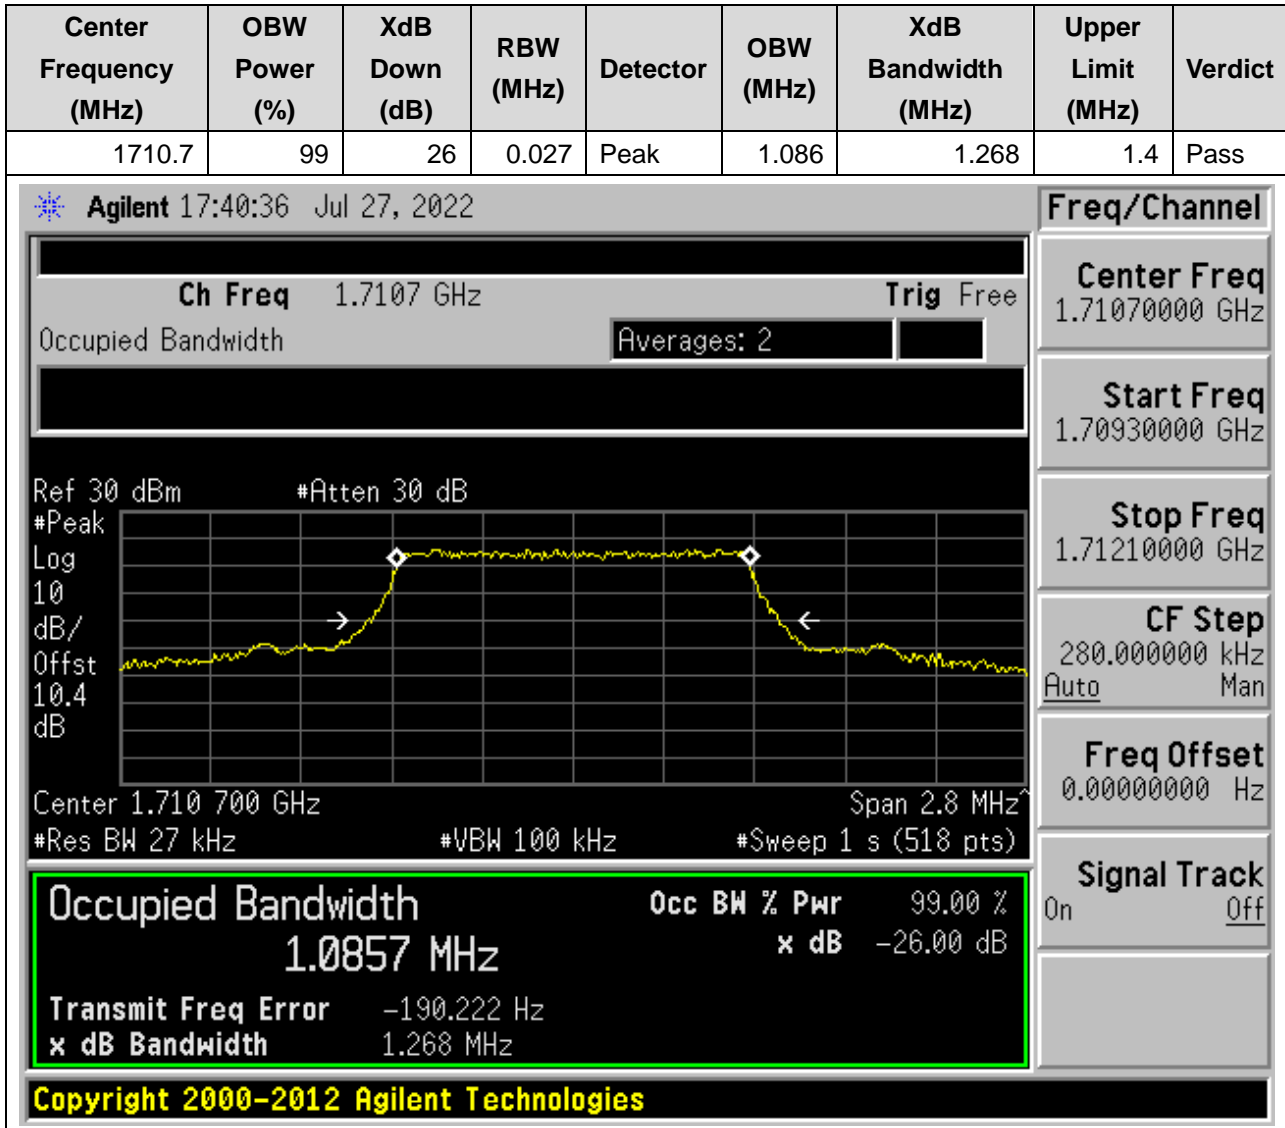 Center Frequency (MHz) OBW Power (%) XdB Down (dB) RBW (MHz) Detector OBW (MHz) XdB Bandwidth (MHz) Upper Limit (MHz) Verdict
1710.7 99 26 0.027 Peak 1.086 1.268 1.4 Pass
Agilent 17:40:36 Jul 27, 2022
Freq/Channel
Ch Freq 1.7107 GHz Trig Free
Occupied Bandwidth Averages: 2
Ref 30 dBm #Atten 30 dB
#Peak
Log
10
dB/
Offst
10.4
dB
Center 1.710 700 GHz Span 2.8 MHz^
#Res BW 27 kHz #VBW 100 kHz #Sweep 1 s (518 pts)
Occupied Bandwidth Occ BW % Pwr 99.00 %
1.0857 MHz x dB -26.00 dB
Transmit Freq Error -190.222 Hz
x dB Bandwidth 1.268 MHz
Copyright 2000-2012 Agilent Technologies
Center Freq
1.71070000 GHz
Start Freq
1.70930000 GHz
Stop Freq
1.71210000 GHz
CF Step
280.000000 kHz
Auto Man
Freq Offset
0.00000000 Hz
Signal Track
On Off